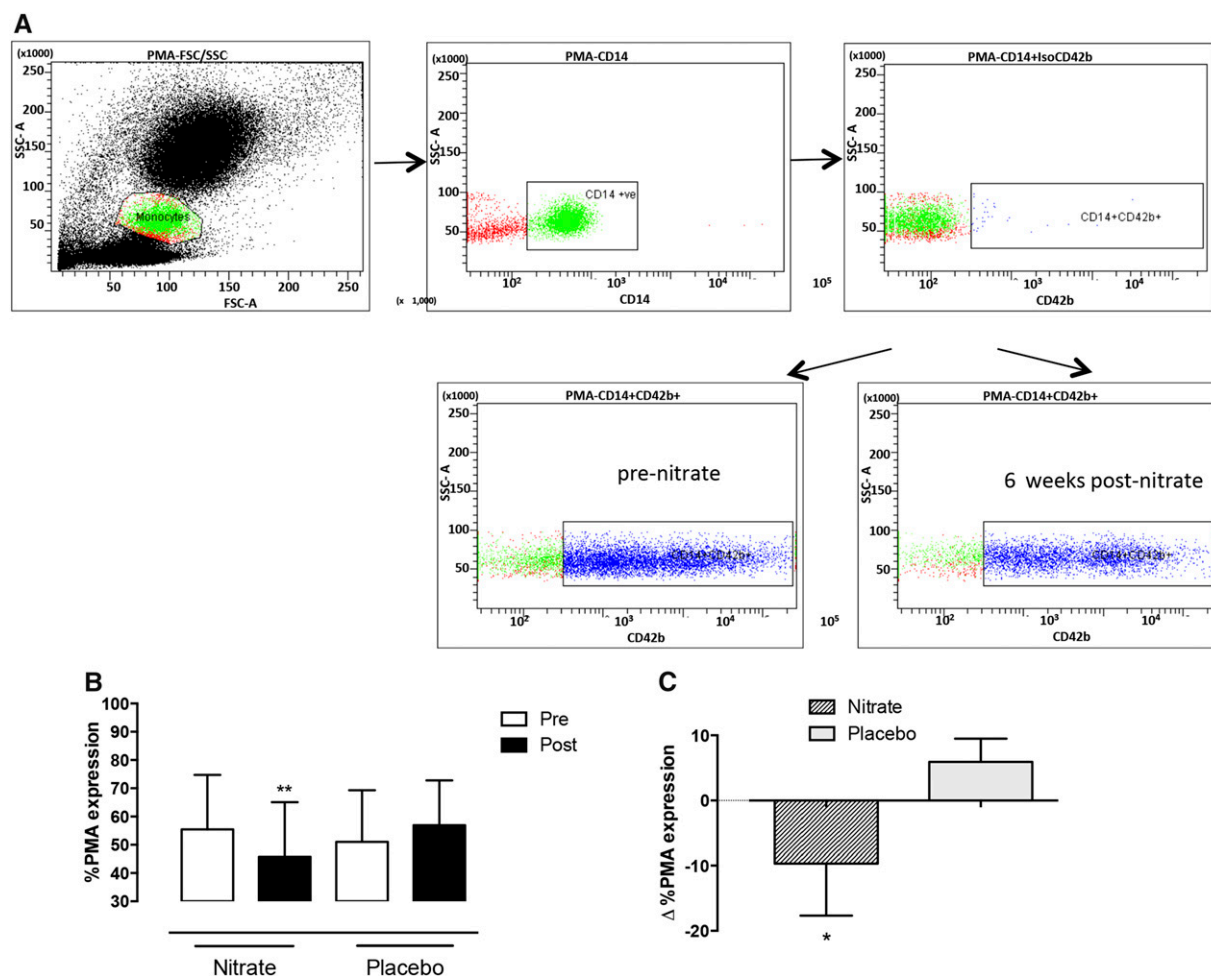 A
PMA-FSC/SSC
(x1000)
250
200
150
100
50
SSC- A
Monocytes
50 100 150 200 250
FSC-A
PMA-CD14
(x1000)
250
200
150
100
50
SSC- A
CD14 +ve
10² 10³ 10⁴ 10⁵
(x 1,000)
CD14
PMA-CD14+IsoCD42b
(x1000)
250
200
150
100
50
SSC- A
CD14+CD42b+
10² 10³ 10⁴
CD42b
PMA-CD14+CD42b+
(x1000)
250
200
150
100
50
SSC- A
pre-nitrate
10² 10³ 10⁴ 10⁵
CD42b
PMA-CD14+CD42b+
(x1000)
250
200
150
100
50
SSC- A
6 weeks post-nitrate
10² 10³ 10⁴
CD42b
B
%PMA expression
100
90
80
70
60
50
40
30
**
Pre
Post
Nitrate Placebo
C
Nitrate
Placebo
Δ %PMA expression
10
0
-10
-20
*